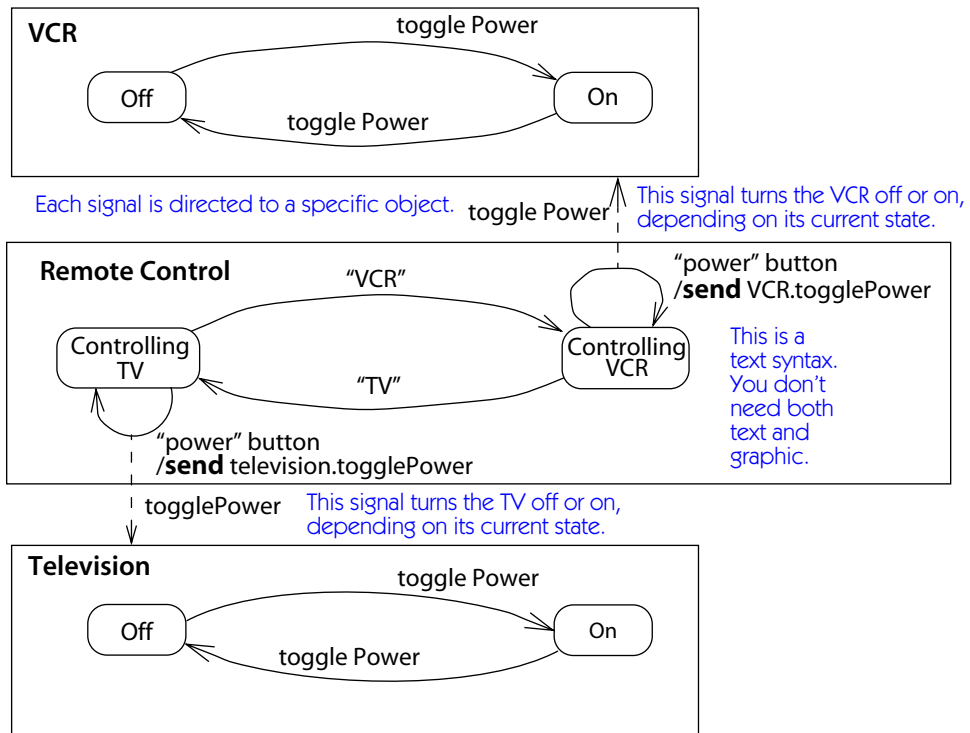 VCR
toggle Power
Off
On
toggle Power
Each signal is directed to a specific object.
toggle Power
This signal turns the VCR off or on,
depending on its current state.
Remote Control
“VCR”
“power” button
/send VCR.togglePower
Controlling
TV
Controlling
VCR
“TV”
This is a
text syntax.
You don’t
need both
text and
graphic.
“power” button
/send television.togglePower
togglePower
This signal turns the TV off or on,
depending on its current state.
Television
toggle Power
Off
On
toggle Power